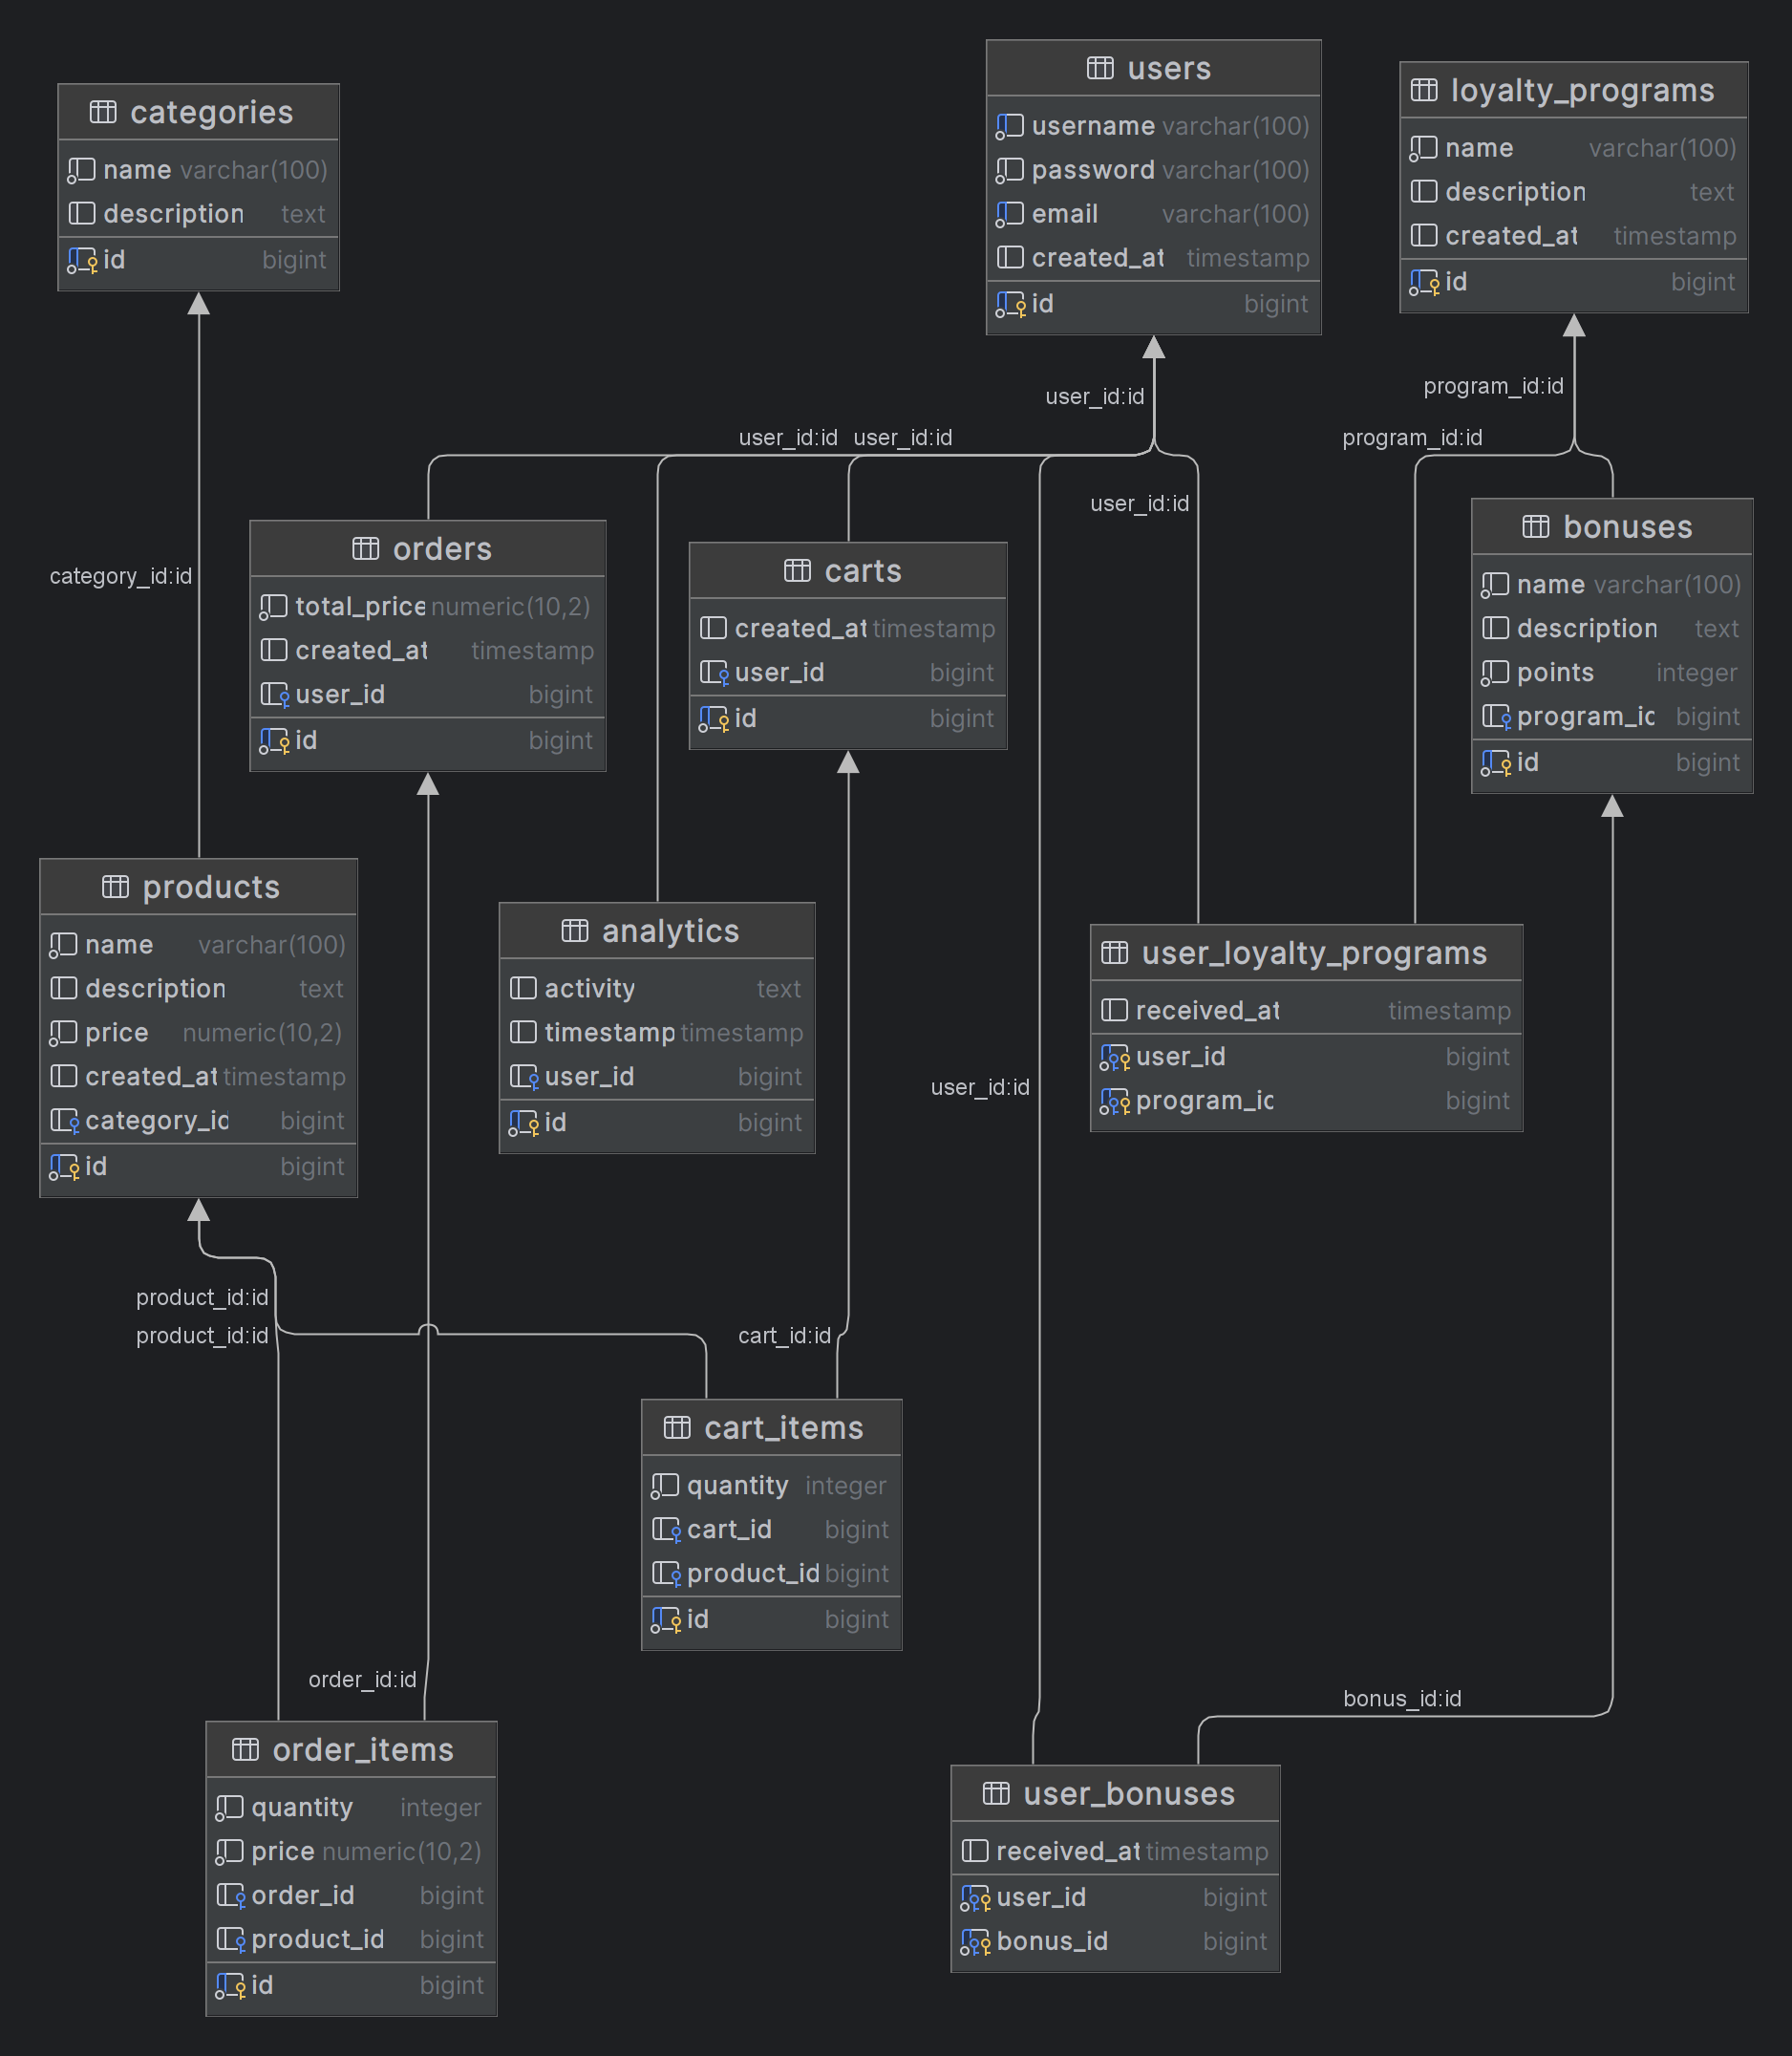 users
username varchar(100)
password varchar(100)
email varchar(100)
created_at timestamp
id bigint
loyalty_programs
name varchar(100)
description text
created_at timestamp
id bigint
categories
name varchar(100)
description text
id bigint
user_id:id
program_id:id
user_id:id user_id:id
program_id:id
user_id:id
category_id:id
orders
total_price numeric(10,2)
created_at timestamp
user_id bigint
id bigint
carts
created_at timestamp
user_id bigint
id bigint
bonuses
name varchar(100)
description text
points integer
program_ic bigint
id bigint
products
name varchar(100)
description text
price numeric(10,2)
created_at timestamp
category_id bigint
id bigint
analytics
activity text
timestamp timestamp
user_id bigint
id bigint
user_loyalty_programs
received_at timestamp
user_id bigint
program_ic bigint
user_id:id
product_id:id
product_id:id
cart_id:id
cart_items
quantity integer
cart_id bigint
product_id bigint
id bigint
order_id:id
bonus_id:id
order_items
quantity integer
price numeric(10,2)
order_id bigint
product_id bigint
id bigint
user_bonuses
received_at timestamp
user_id bigint
bonus_id bigint